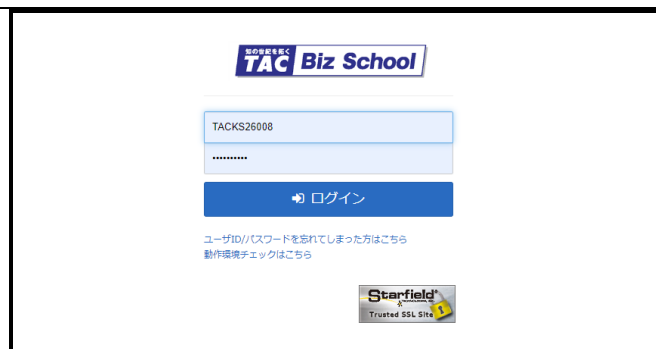 知の世紀を拓く
TAC Biz School
TACKS26008
••••••••••
ログイン
ユーザID/パスワードを忘れてしまった方はこちら
動作環境チェックはこちら
Starfield
Trusted SSL Site